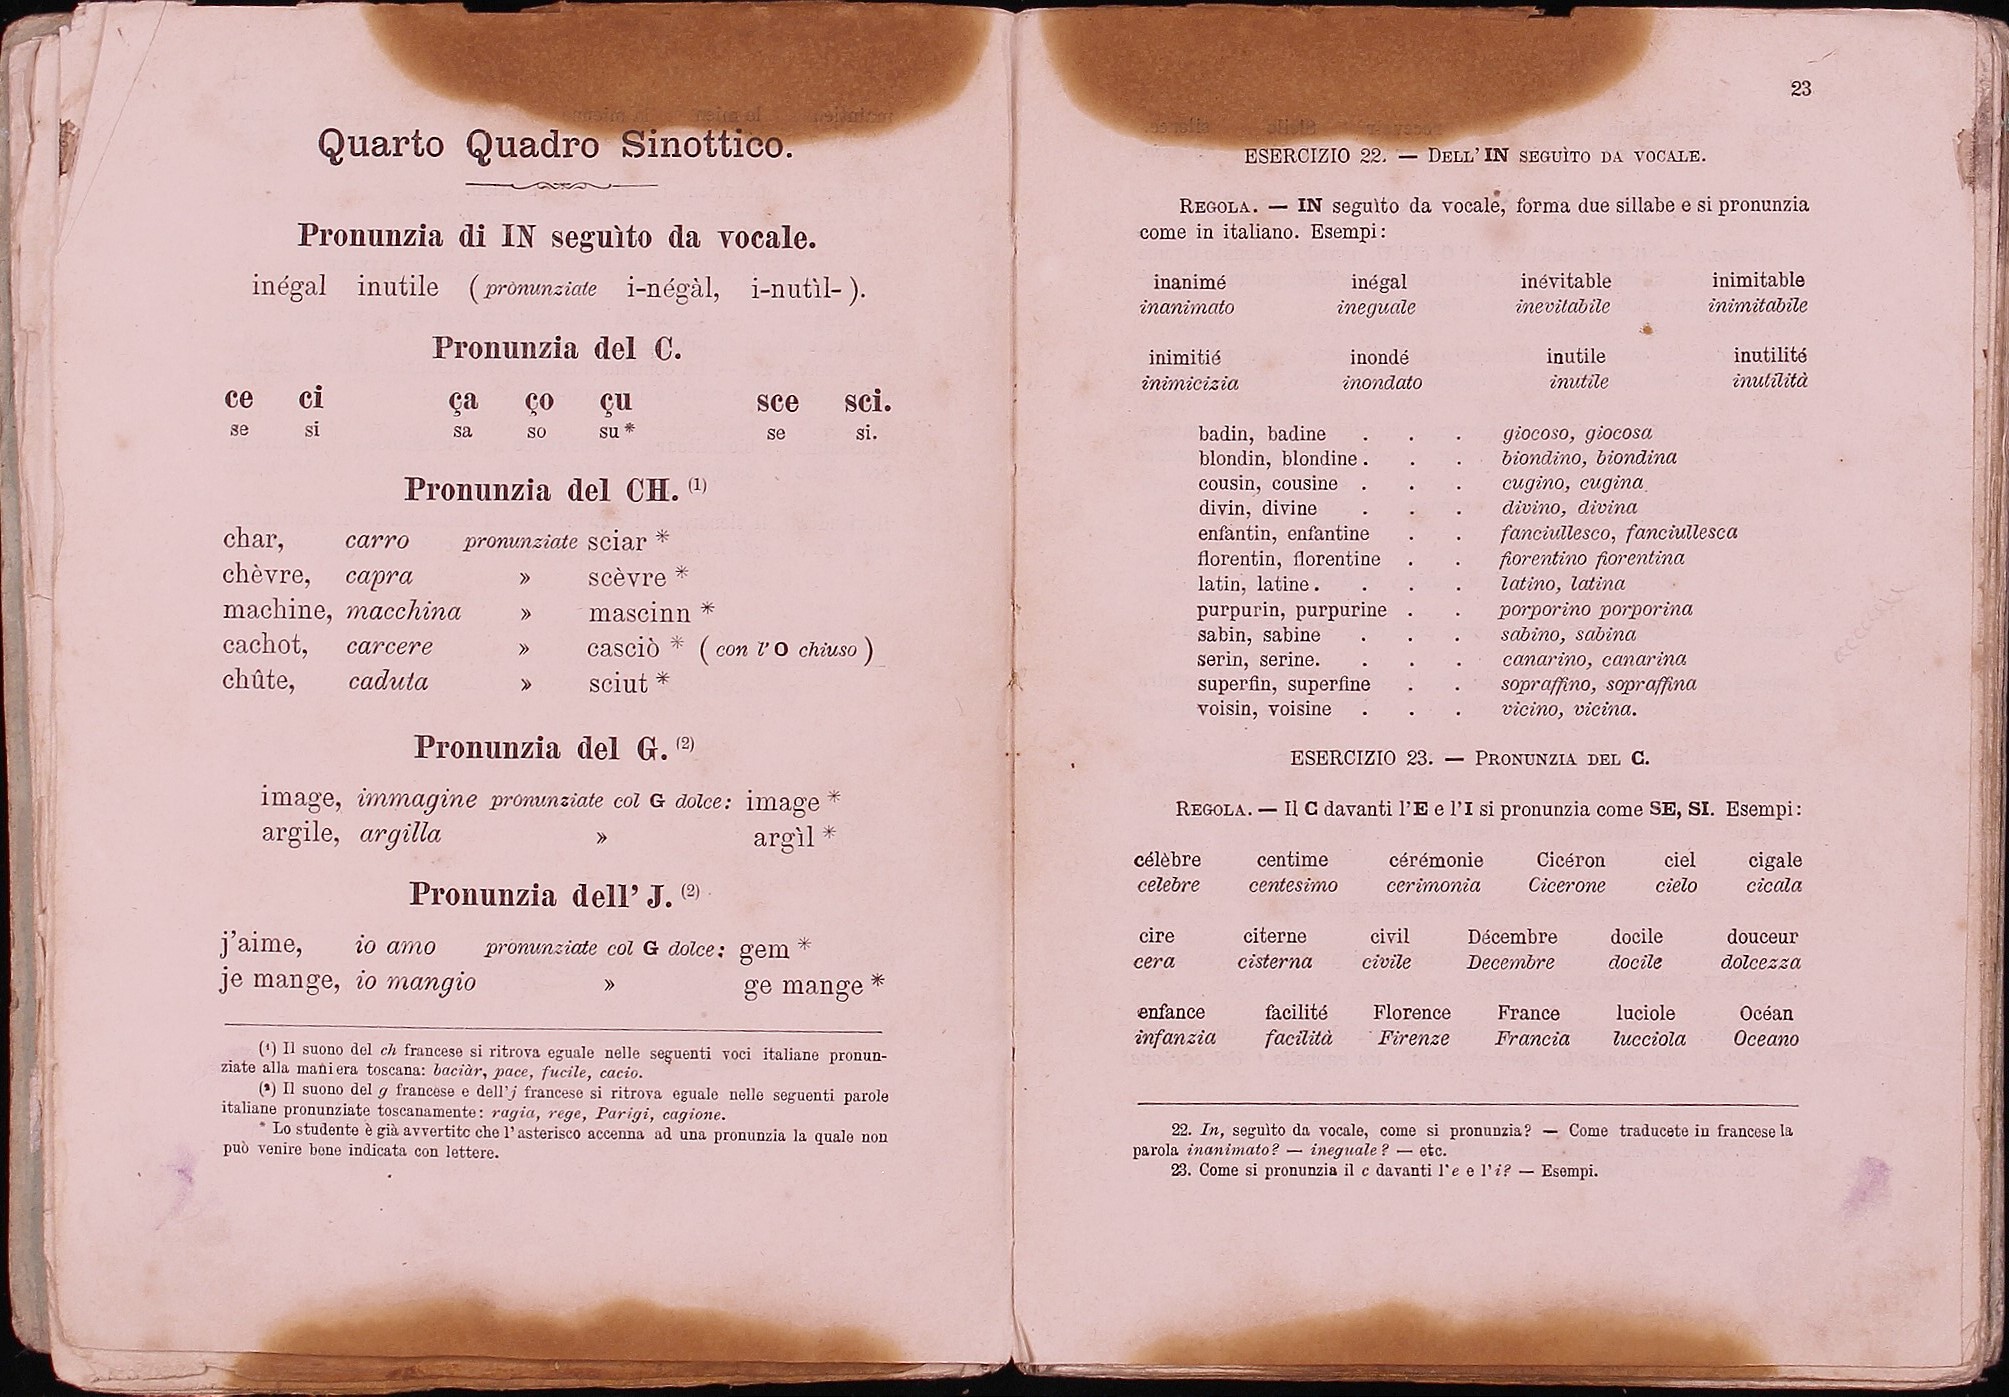 Quarto Quadro Sinottico.
Pronunzia di IN seguìto da vocale.
inégal inutile (pronunziate i-négàl, i-nutìl-).
Pronunzia del C.
ce ci ça ço çu sce sci.
se si sa so su* se si.
Pronunzia del CH. (1)
char, carro pronunziate sciar *
chèvre, capra » scèvre *
machine, macchina » mascinn *
cachot, carcere » casciò * (con l'O chiuso)
chûte, caduta » sciut *
Pronunzia del G. (2)
image, immagine pronunziate col G dolce: image *
argile, argilla » argìl *
Pronunzia dell' J. (2)
j'aime, io amo pronunziate col G dolce: gem *
je mange, io mangio » ge mange *
(1) Il suono del ch francese si ritrova eguale nelle seguenti voci italiane pronun-
ziate alla maniera toscana: baciàr, pace, fucile, cacio.
(2) Il suono del g francese e dell'j francese si ritrova eguale nelle seguenti parole
italiane pronunziate toscanamente: ragia, rege, Parigi, cagione.
* Lo studente è già avvertito che l'asterisco accenna ad una pronunzia la quale non
può venire bene indicata con lettere.
23
ESERCIZIO 22. — DELL' IN SEGUÌTO DA VOCALE.
REGOLA. — IN seguìto da vocale, forma due sillabe e si pronunzia
come in italiano. Esempi:
inanimé inégal inévitable inimitable
inanimato ineguale inevitabile inimitabile
inimitié inondé inutile inutilité
inimicizia inondato inutile inutilità
badin, badine . . . giocoso, giocosa
blondin, blondine . . . biondino, biondina
cousin, cousine . . . cugino, cugina
divin, divine . . . divino, divina
enfantin, enfantine . . fanciullesco, fanciullesca
florentin, florentine . . fiorentino fiorentina
latin, latine . . . . latino, latina
purpurin, purpurine . . porporino porporina
sabin, sabine . . . sabino, sabina
serin, serine. . . . canarino, canarina
superfin, superfine . . sopraffino, sopraffina
voisin, voisine . . . vicino, vicina.
ESERCIZIO 23. — PRONUNZIA DEL C.
REGOLA. — Il C davanti l'E e l'I si pronunzia come SE, SI. Esempi:
célèbre centime cérémonie Cicéron ciel cigale
celebre centesimo cerimonia Cicerone cielo cicala
cire citerne civil Décembre docile douceur
cera cisterna civile Decembre docile dolcezza
enfance facilité Florence France luciole Océan
infanzia facilità Firenze Francia lucciola Oceano
22. In, seguìto da vocale, come si pronunzia? — Come traducete in francese la
parola inanimato? — ineguale? — etc.
23. Come si pronunzia il c davanti l'e e l'i? — Esempi.